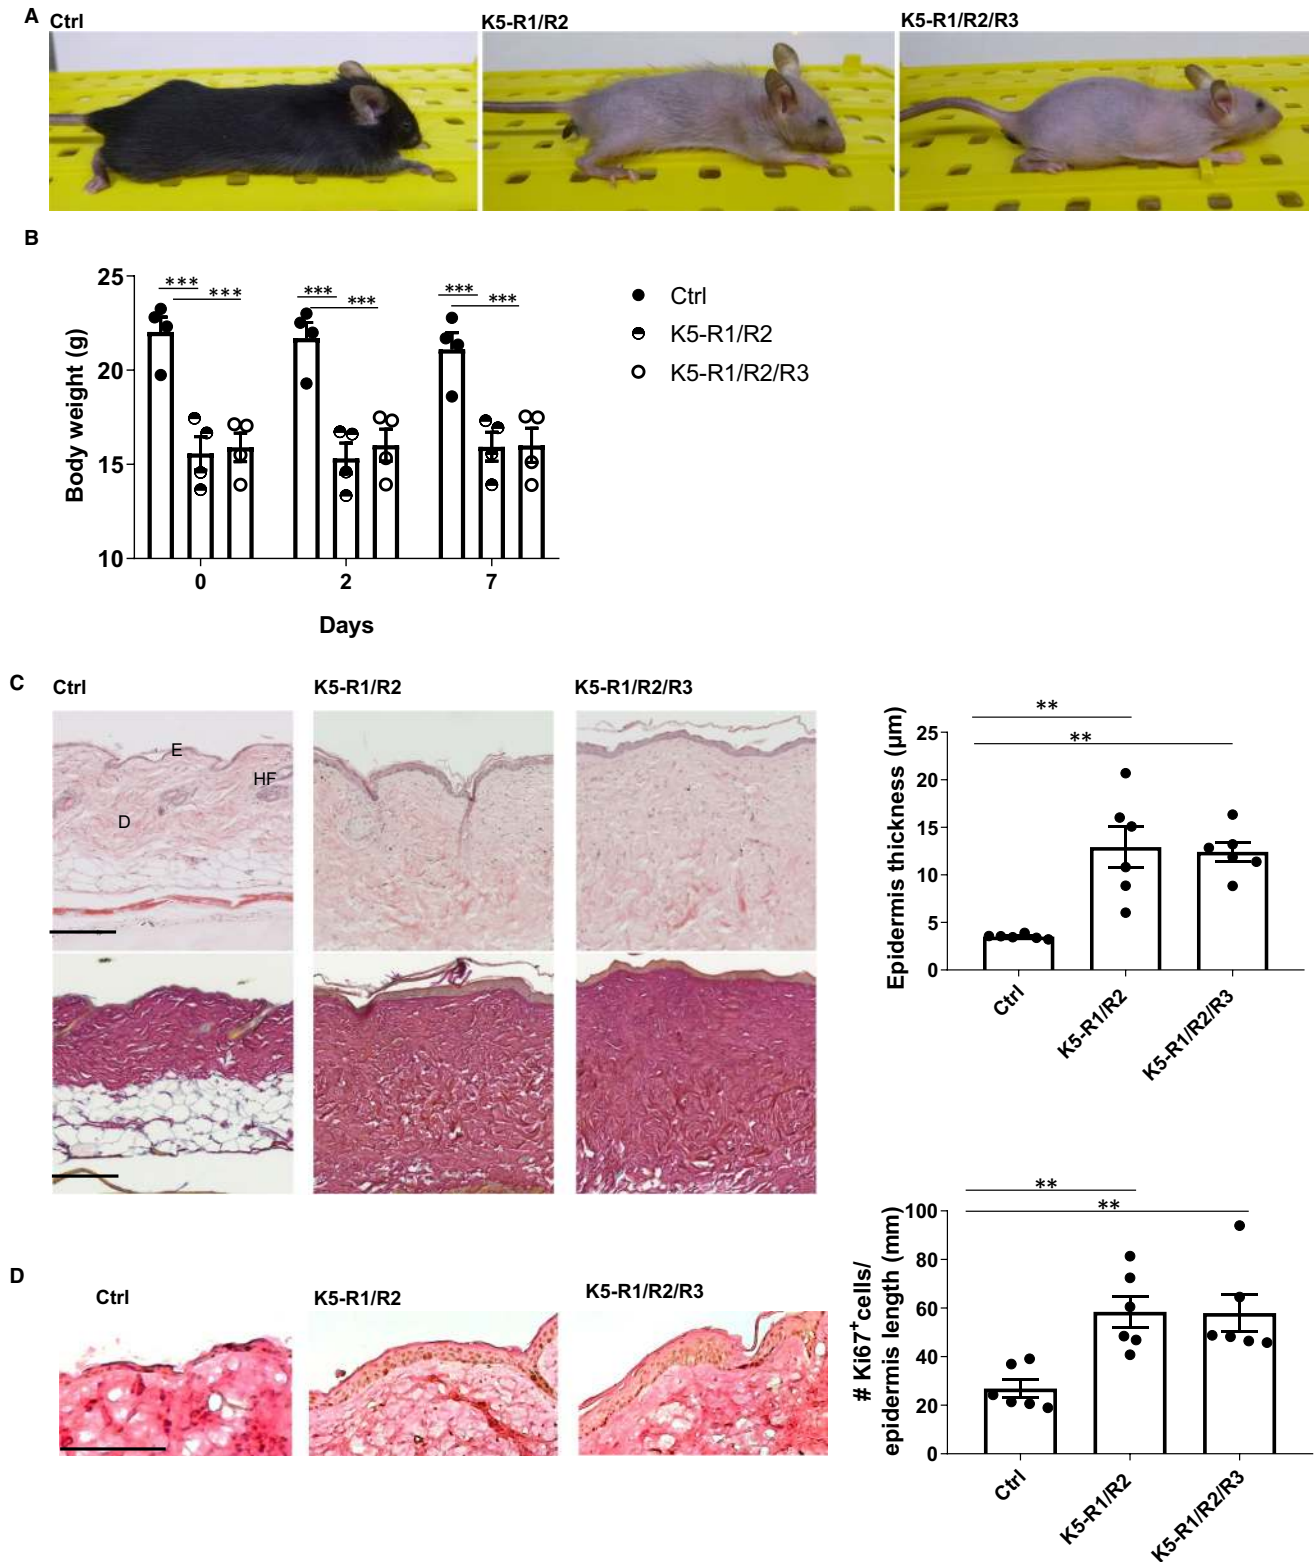 A
Ctrl
K5-R1/R2
K5-R1/R2/R3
B
25
20
15
10
Body weight (g)
*** ***
*** ***
*** ***
0 2 7
Days
Ctrl
K5-R1/R2
K5-R1/R2/R3
C
Ctrl
K5-R1/R2
K5-R1/R2/R3
E
HF
D
Epidermis thickness (µm)
25
20
15
10
5
0
**
**
Ctrl
K5-R1/R2
K5-R1/R2/R3
D
Ctrl
K5-R1/R2
K5-R1/R2/R3
# Ki67⁺cells/
epidermis length (mm)
100
80
60
40
20
0
**
**
Ctrl
K5-R1/R2
K5-R1/R2/R3